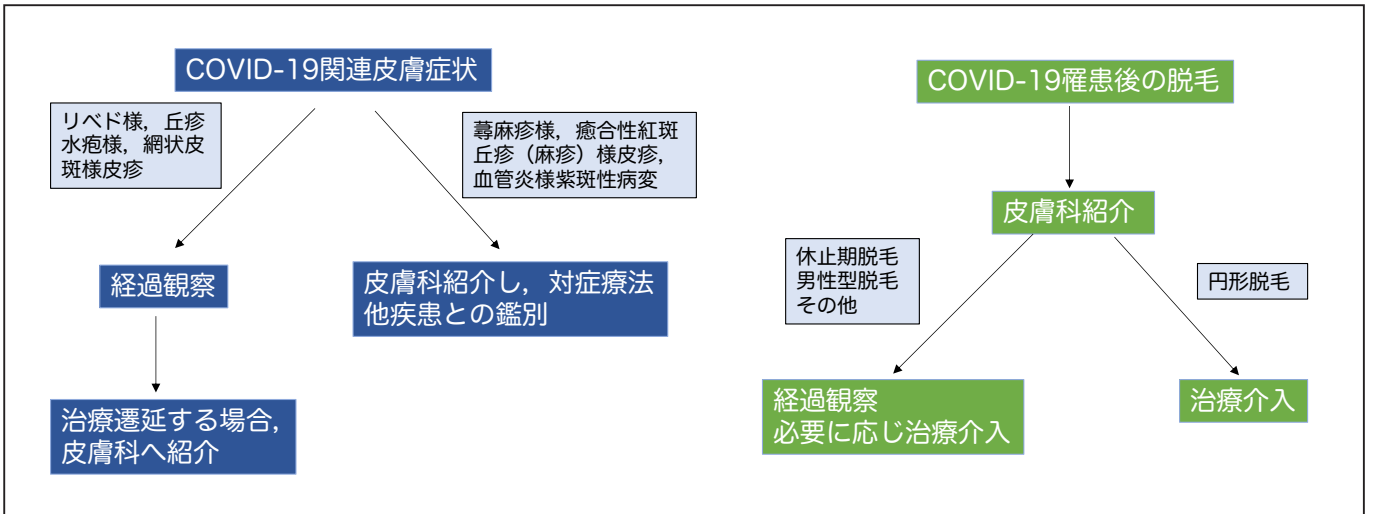 COVID-19関連皮膚症状
リベド様，丘疹
水疱様，網状皮
斑様皮疹
蕁麻疹様，癒合性紅斑
丘疹（麻疹）様皮疹，
血管炎様紫斑性病変
経過観察
皮膚科紹介し，対症療法
他疾患との鑑別
治療遷延する場合，
皮膚科へ紹介
COVID-19罹患後の脱毛
皮膚科紹介
休止期脱毛
男性型脱毛
その他
円形脱毛
経過観察
必要に応じ治療介入
治療介入